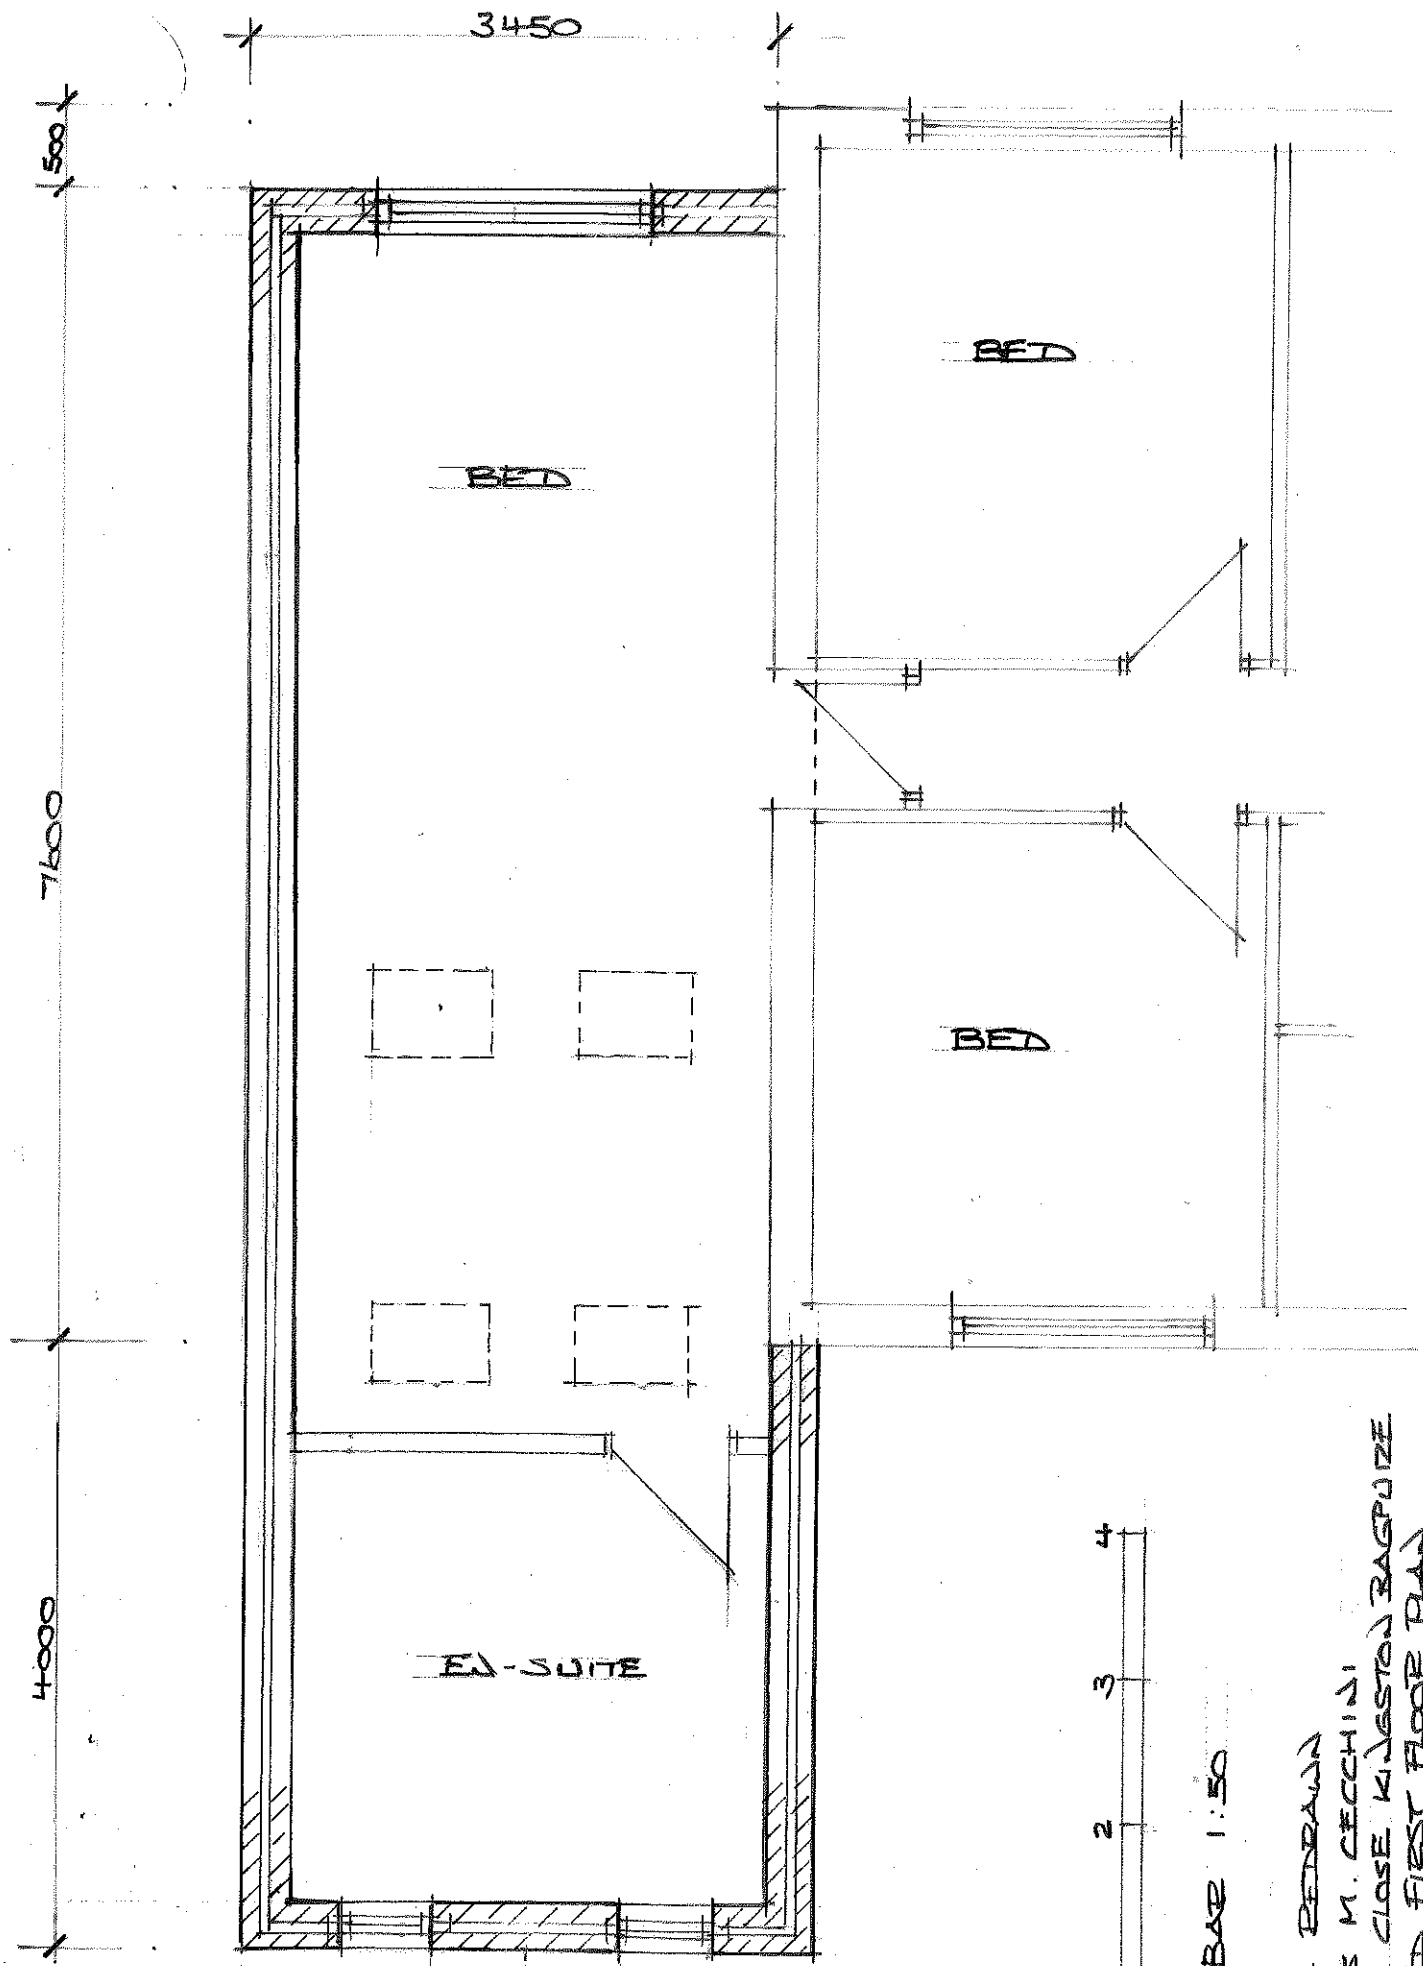 3450
500
BED
BED
7600
BED
4000
EN-SUITE
4
3
2
BAR 1:50
REDRAWN
M. CECCHINI
CLOSE KINGSTON BAGPUIZE
FIRST FLOOR PLAN